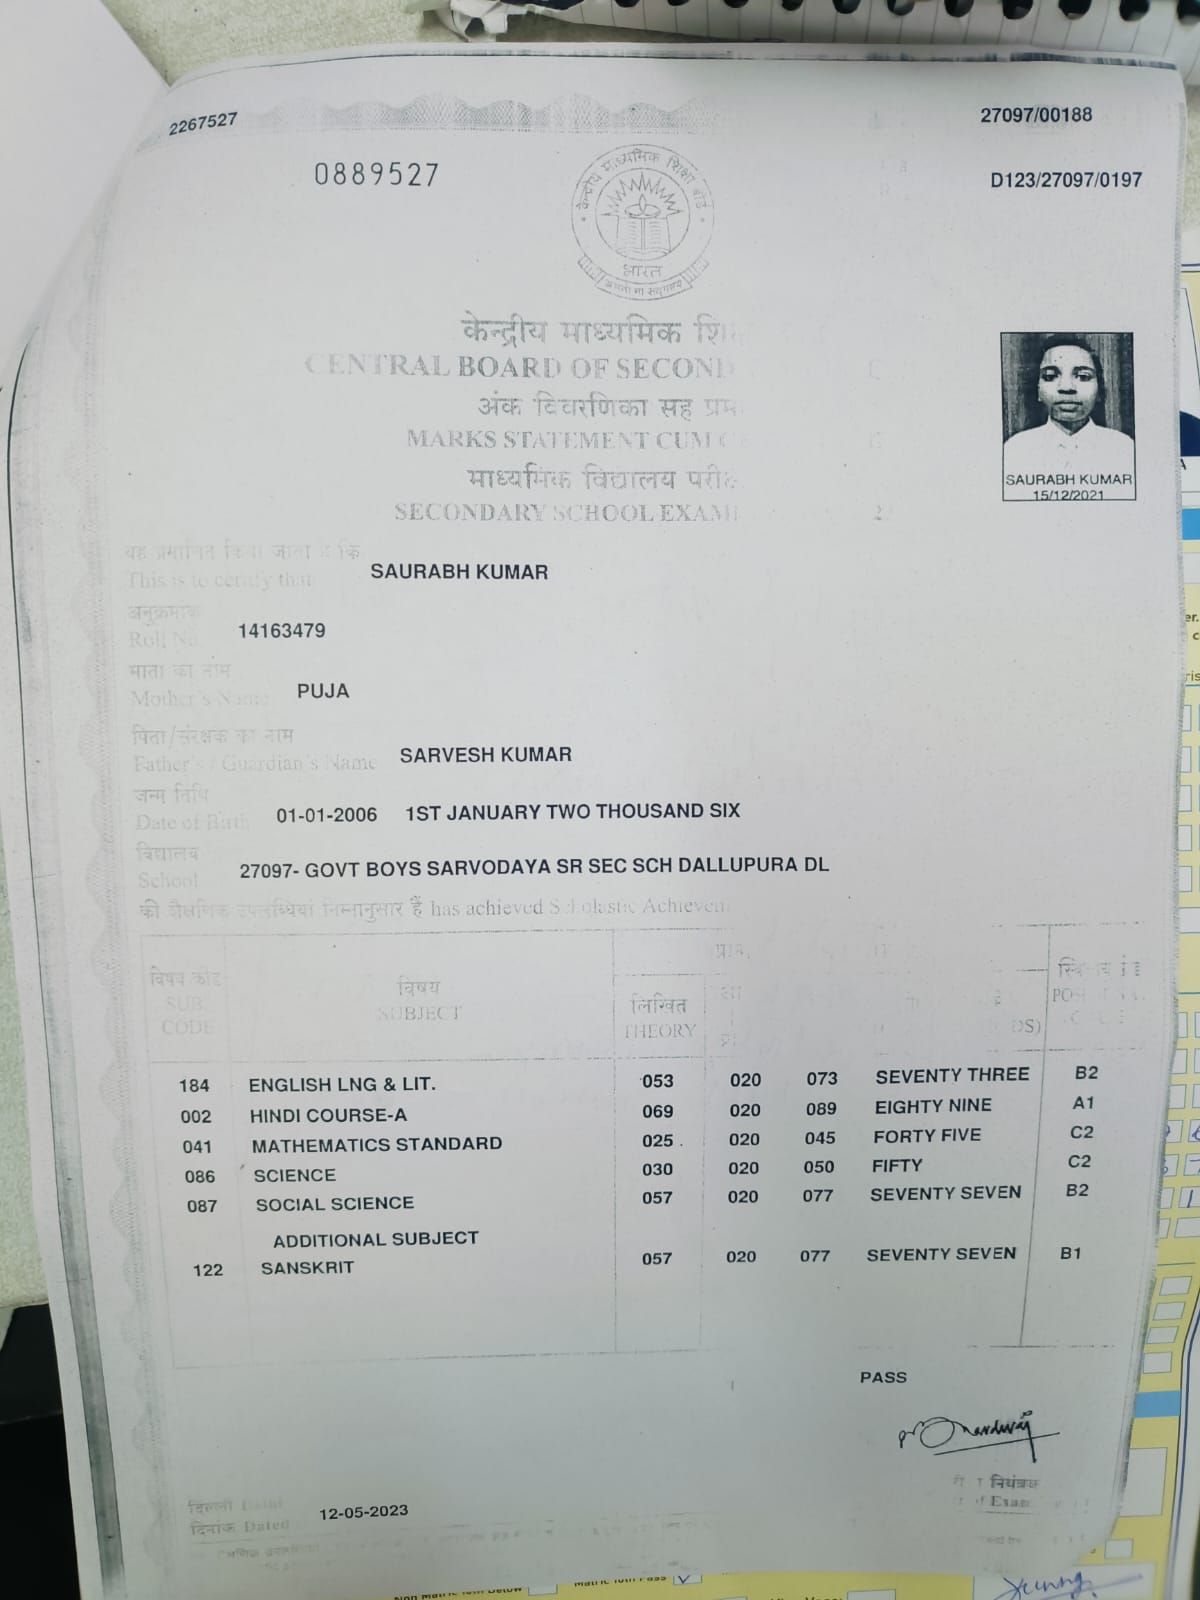 2267527
27097/00188
0889527
D123/27097/0197
भारत
केन्द्रीय माध्यमिक
CENTRAL BOARD OF SECOND
अंक विवरणिका सह
MARKS STATEMENT CUM C
माध्यमिक विद्यालय
SECONDARY SCHOOL EXAMI
SAURABH KUMAR
15/12/2021
यह प्रमाणित किया जाता है कि
This is to certify that SAURABH KUMAR
अनुक्रमांक
Roll No. 14163479
माता का नाम
Mother's Name PUJA
पिता/संरक्षक का नाम
Father's / Guardian's Name SARVESH KUMAR
जन्म तिथि
Date of Birth 01-01-2006 1ST JANUARY TWO THOUSAND SIX
विद्यालय
School 27097- GOVT BOYS SARVODAYA SR SEC SCH DALLUPURA DL
की शैक्षणिक उपलब्धियां निम्नानुसार हैं has achieved Scholastic Achievem
विषय कोड विषय लिखित
SUB. CODE SUBJECT THEORY
DS)
184 ENGLISH LNG & LIT. 053 020 073 SEVENTY THREE B2
002 HINDI COURSE-A 069 020 089 EIGHTY NINE A1
041 MATHEMATICS STANDARD 025 020 045 FORTY FIVE C2
086 SCIENCE 030 020 050 FIFTY C2
087 SOCIAL SCIENCE 057 020 077 SEVENTY SEVEN B2
ADDITIONAL SUBJECT
122 SANSKRIT 057 020 077 SEVENTY SEVEN B1
PASS
नियंत्रक
दिल्ली Delhi
दिनांक Dated 12-05-2023